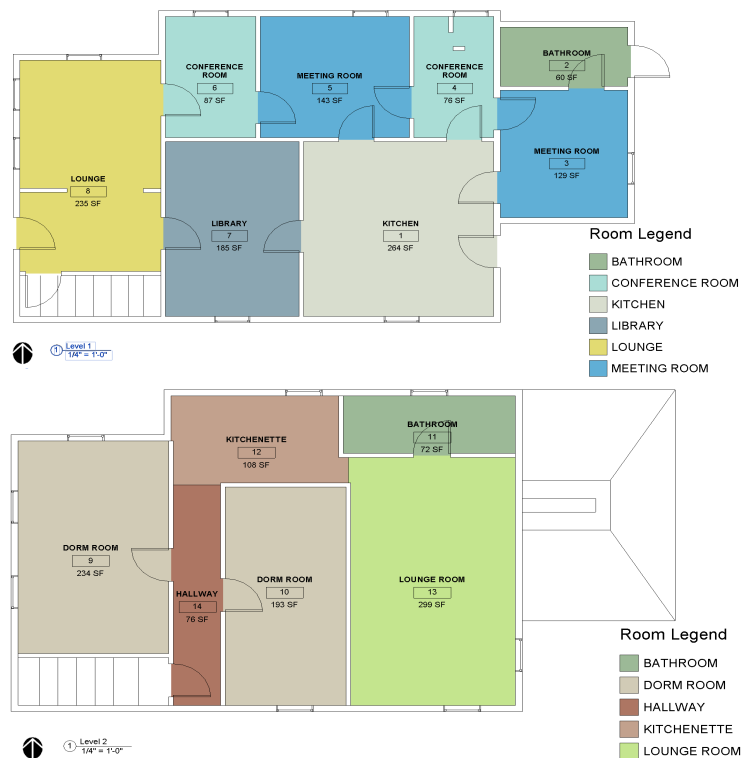 CONFERENCE
ROOM
6
87 SF
MEETING ROOM
5
143 SF
CONFERENCE
ROOM
4
76 SF
BATHROOM
2
60 SF
MEETING ROOM
3
129 SF
LOUNGE
8
235 SF
LIBRARY
7
185 SF
KITCHEN
1
264 SF
Room Legend
BATHROOM
CONFERENCE ROOM
KITCHEN
LIBRARY
LOUNGE
MEETING ROOM
1 Level 1
1/4" = 1'-0"
KITCHENETTE
12
108 SF
BATHROOM
11
72 SF
DORM ROOM
9
234 SF
HALLWAY
14
76 SF
DORM ROOM
10
193 SF
LOUNGE ROOM
13
299 SF
Room Legend
BATHROOM
DORM ROOM
HALLWAY
KITCHENETTE
LOUNGE ROOM
1 Level 2
1/4" = 1'-0"